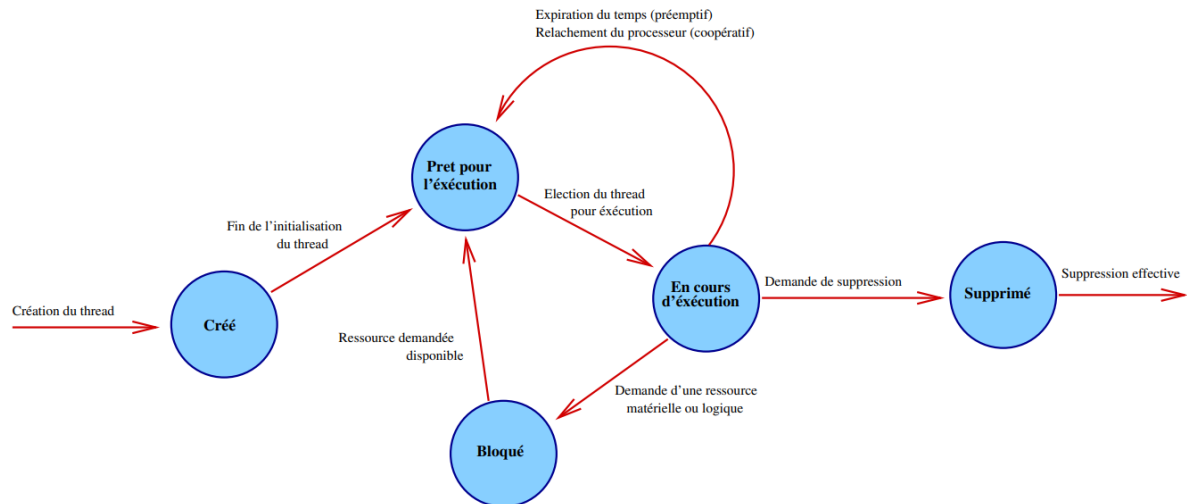 Expiration du temps (préemptif)
Relachement du processeur (coopératif)
Pret pour
l'éxécution
Election du thread
pour éxécution
Fin de l'initialisation
du thread
En cours
d'éxécution
Demande de suppression
Supprimé
Suppression effective
Création du thread
Créé
Ressource demandée
disponible
Demande d'une ressource
matérielle ou logique
Bloqué